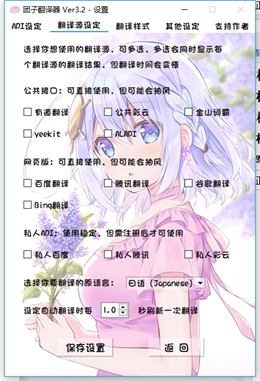 团子翻译器 Ver3.2 - 设置
API设定 翻译源设定 翻译样式 其他设定 支持作者
选择你想使用的翻译源，可多选，多选会同时显示每
个翻译源的翻译结果，但翻译时间会变慢
公共接口：可直接使用，但可能会抽风
有道翻译 公共彩云 金山词霸
yeekit ALAPI
网页版：可直接使用，但可能会抽风
百度翻译 腾讯翻译 谷歌翻译
Bing翻译
私人API：使用稳定，但需注册后才可使用
私人百度 私人腾讯 私人彩云
选择你要翻译的原语言： 日语（Japanese）
设定自动翻译时每 1.0 秒刷新一次翻译
保存设置 返 回